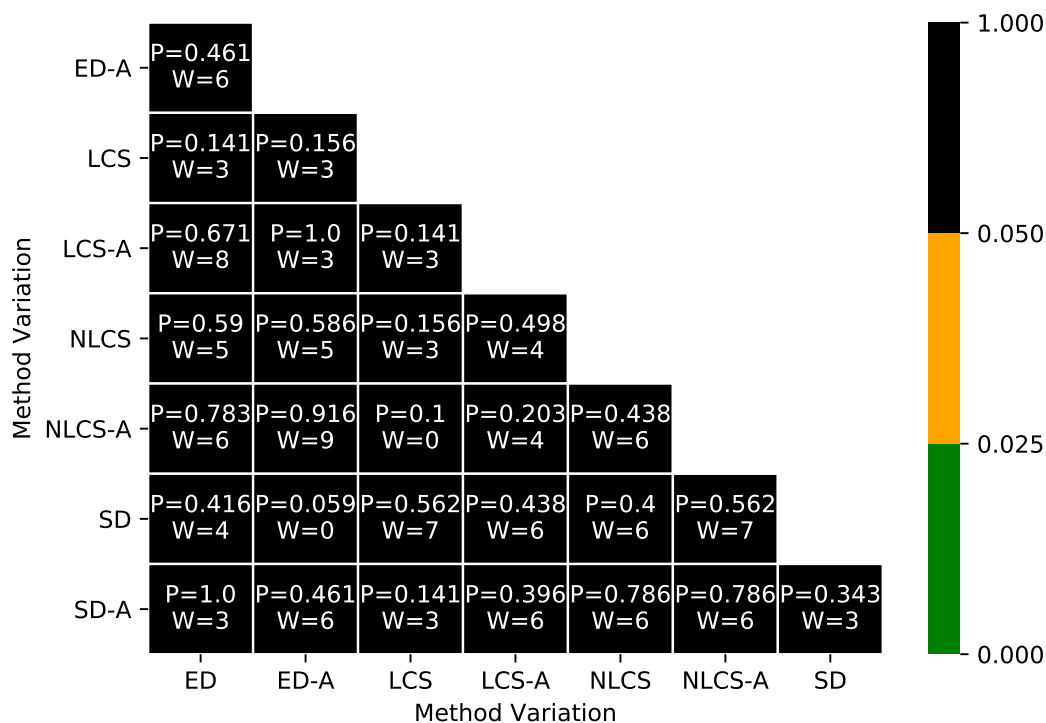 1.000
P=0.461
W=6
ED-A
P=0.141 P=0.156
W=3 W=3
LCS
P=0.671 P=1.0 P=0.141
W=8 W=3 W=3
LCS-A
0.050
P=0.59 P=0.586 P=0.156 P=0.498
W=5 W=5 W=3 W=4
NLCS
Method Variation
P=0.783 P=0.916 P=0.1 P=0.203 P=0.438
W=6 W=9 W=0 W=4 W=6
NLCS-A
0.025
P=0.416 P=0.059 P=0.562 P=0.438 P=0.4 P=0.562
W=4 W=0 W=7 W=6 W=6 W=7
SD
P=1.0 P=0.461 P=0.141 P=0.396 P=0.786 P=0.786 P=0.343
W=3 W=6 W=3 W=6 W=6 W=6 W=3
SD-A
0.000
ED ED-A LCS LCS-A NLCS NLCS-A SD
Method Variation